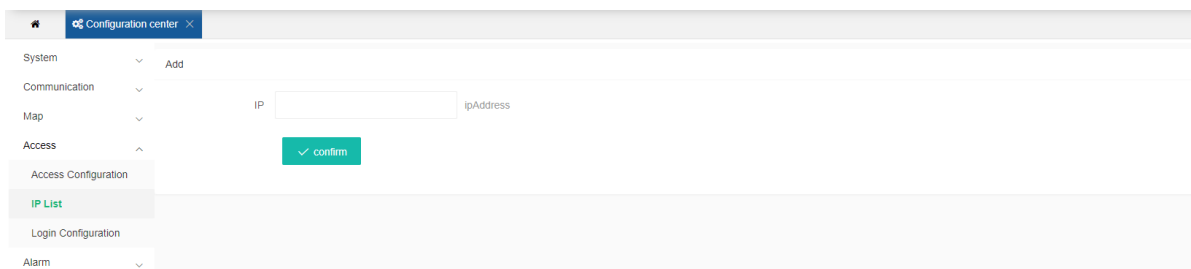 Configuration center
System
Add
Communication
IP
ipAddress
Map
Access
confirm
Access Configuration
IP List
Login Configuration
Alarm